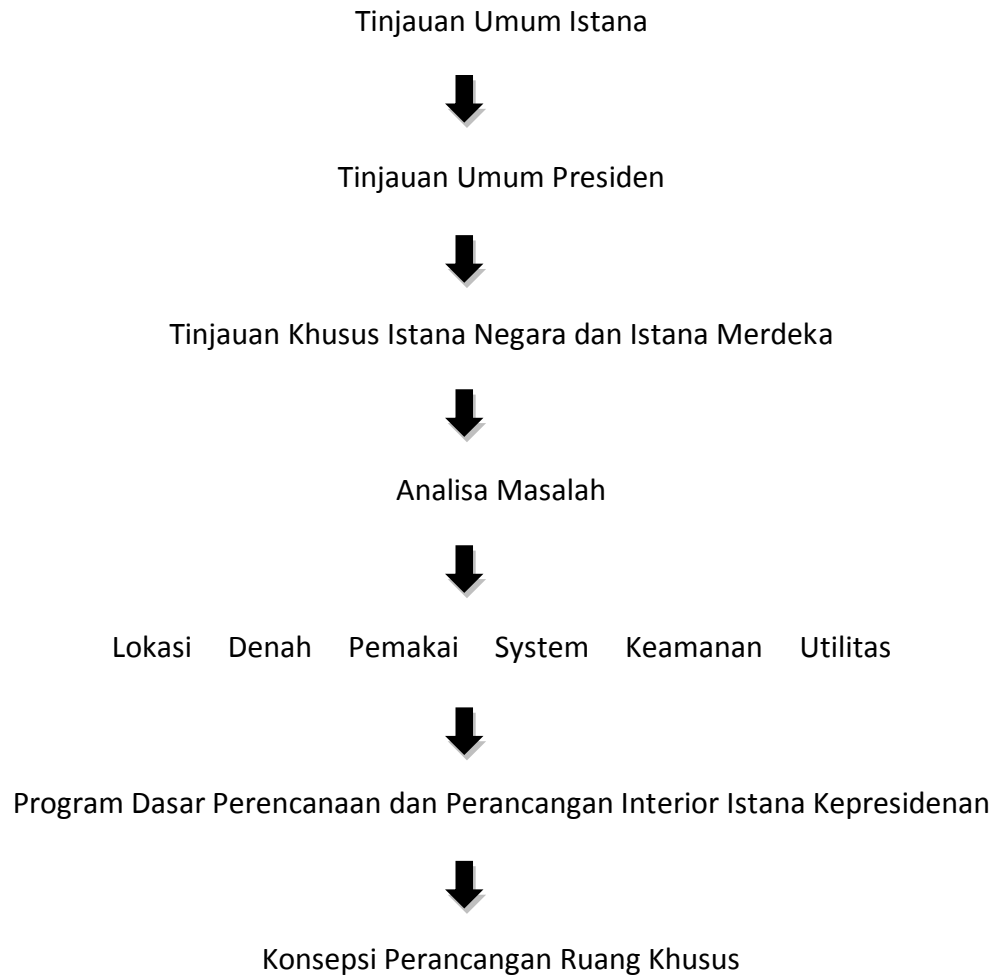 Tinjauan Umum Istana
Tinjauan Umum Presiden
Tinjauan Khusus Istana Negara dan Istana Merdeka
Analisa Masalah
Lokasi Denah Pemakai System Keamanan Utilitas
Program Dasar Perencanaan dan Perancangan Interior Istana Kepresidenan
Konsepsi Perancangan Ruang Khusus